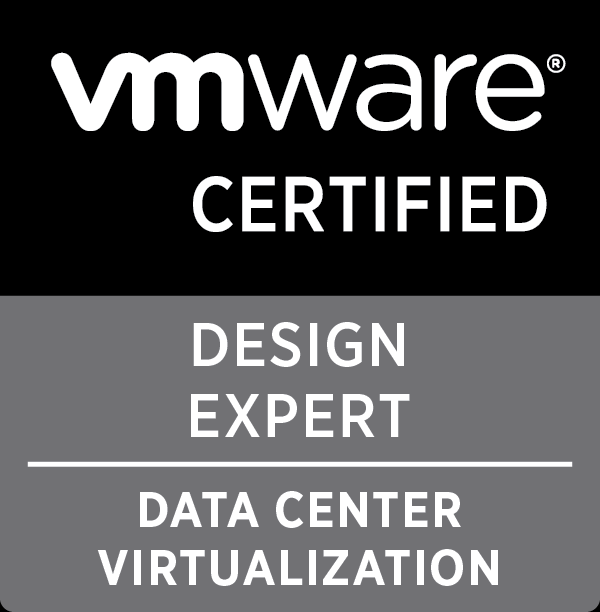 vmware®
CERTIFIED
DESIGN
EXPERT
DATA CENTER
VIRTUALIZATION